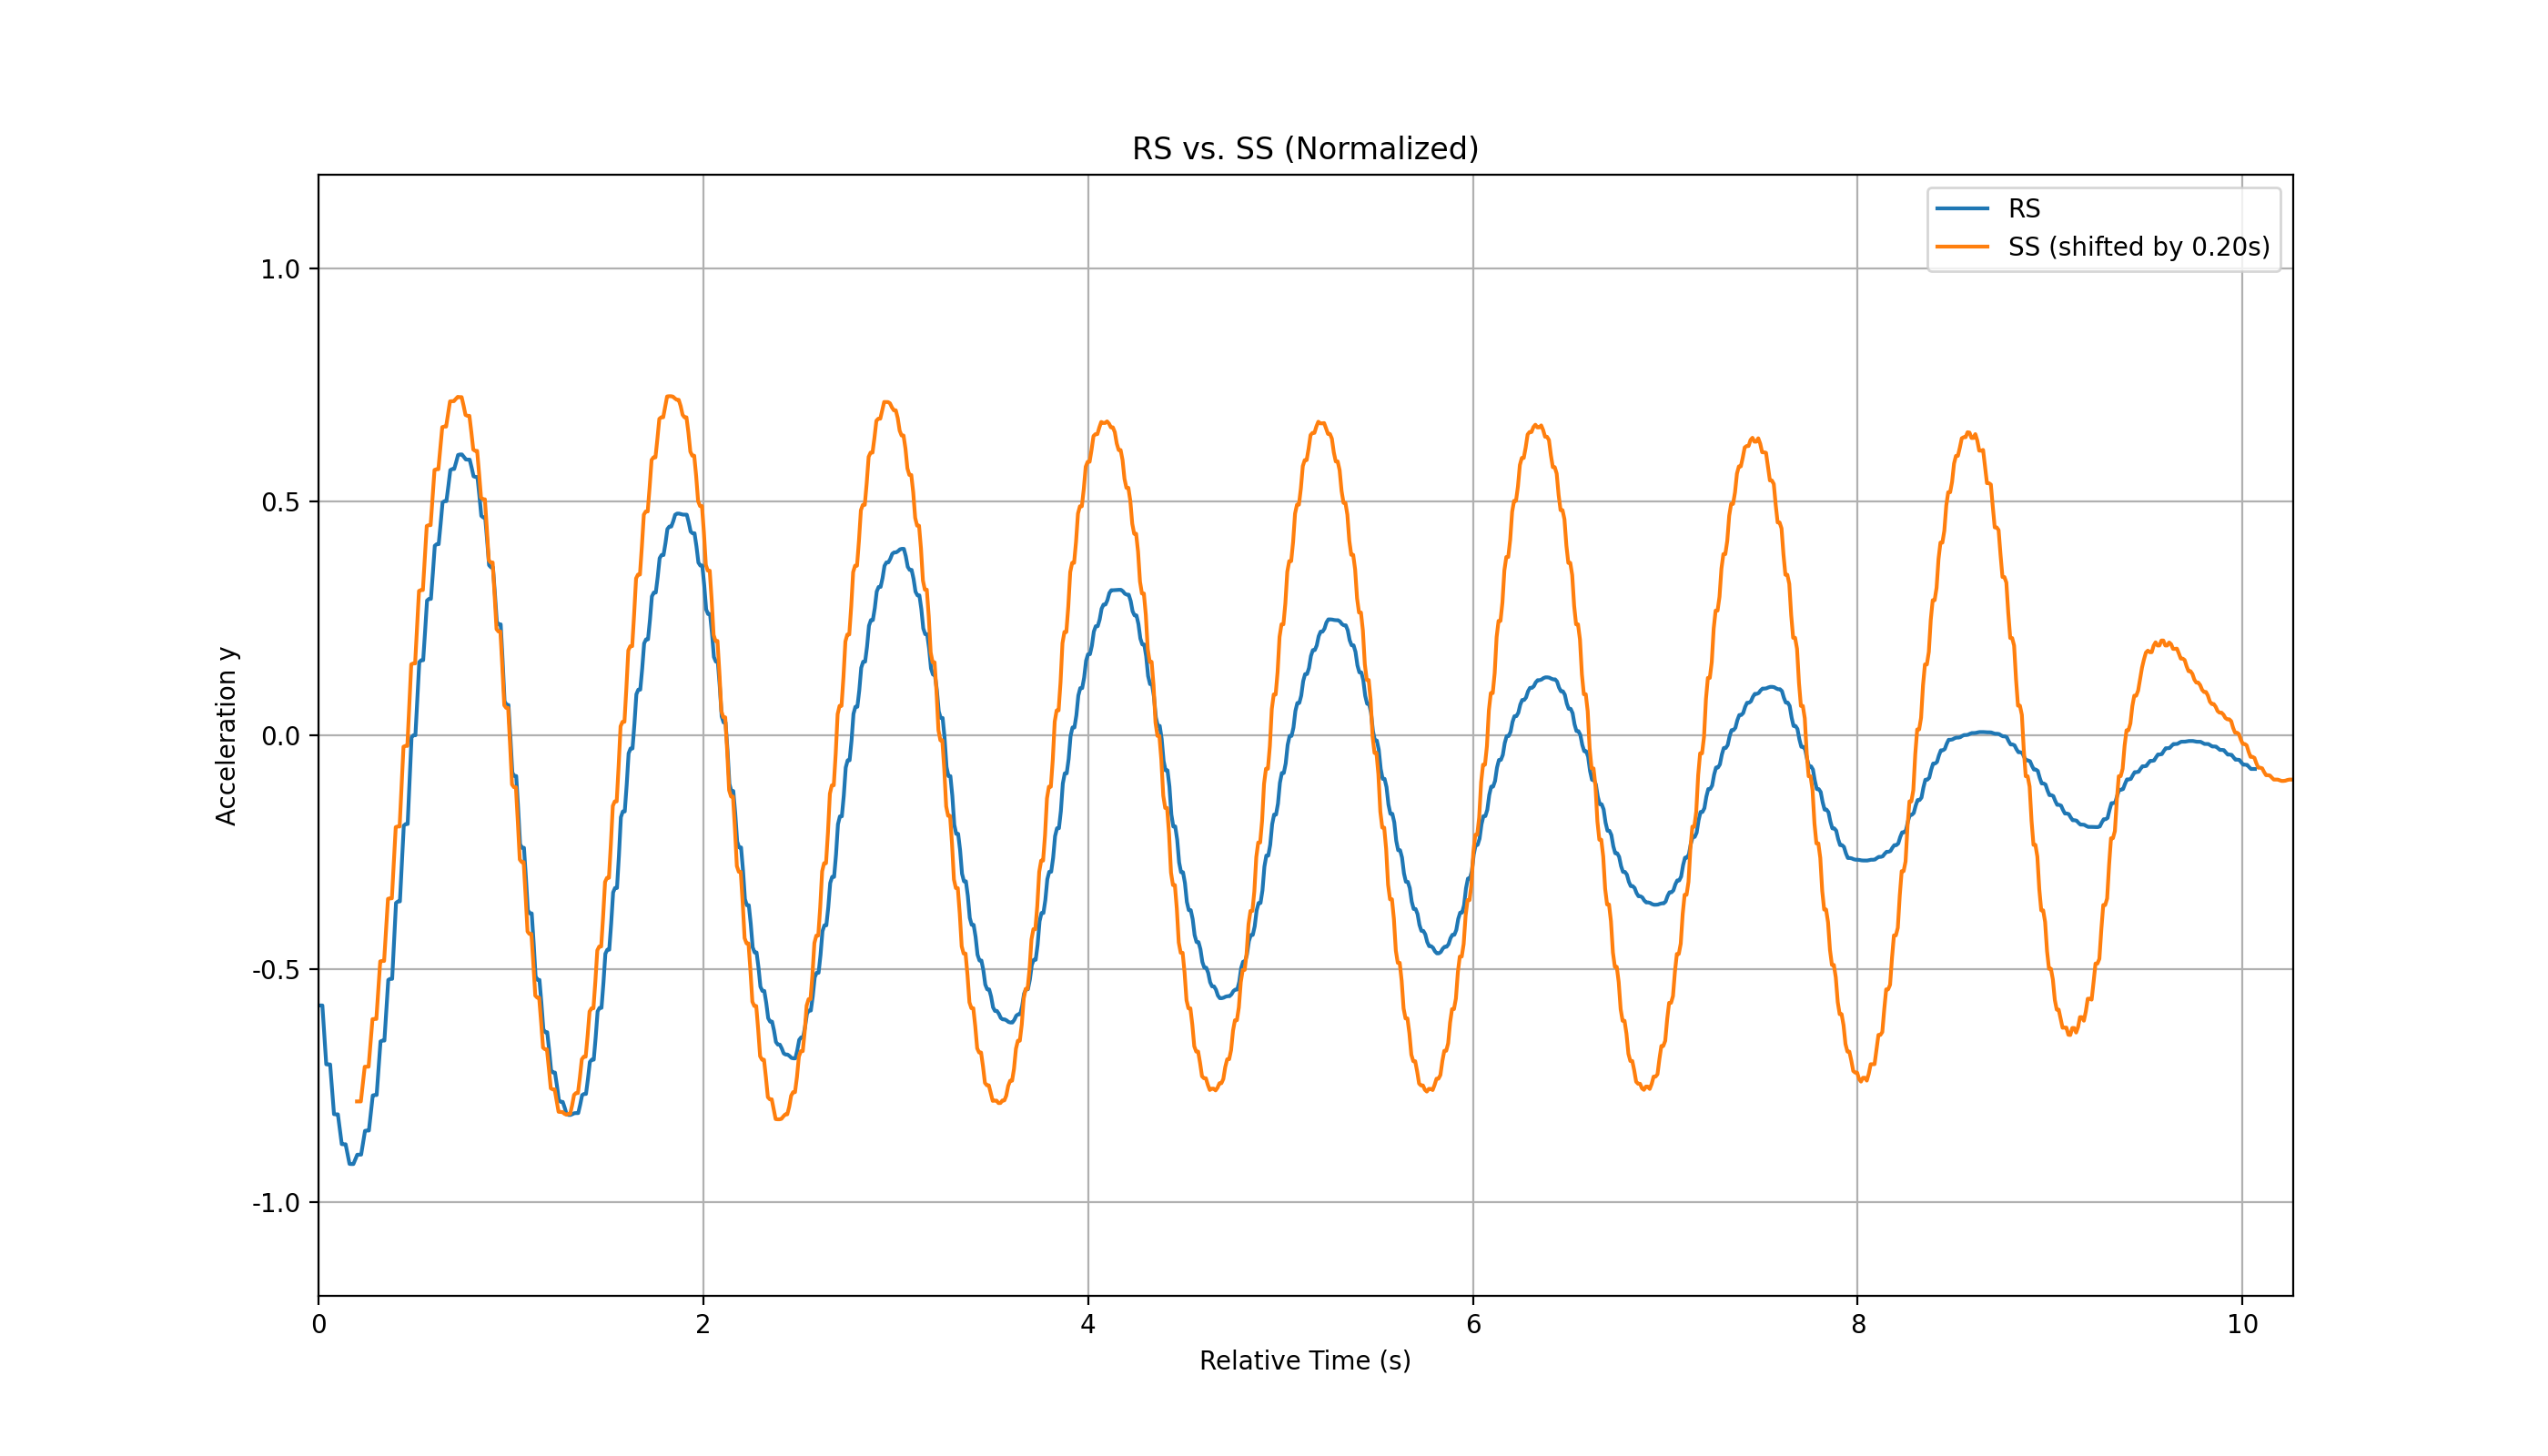 RS vs. SS (Normalized)
RS
SS (shifted by 0.20s)
1.0
0.5
0.0
-0.5
-1.0
Acceleration y
0 2 4 6 8 10
Relative Time (s)